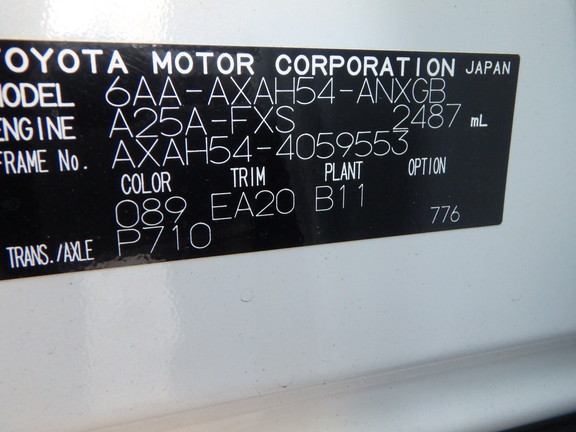 TOYOTA MOTOR CORPORATION JAPAN
MODEL 6AA-AXAH54-ANXGB
ENGINE A25A-FXS 2487 mL
FRAME No. AXAH54-4059553
COLOR TRIM PLANT OPTION
089 EA20 B11 776
TRANS./AXLE P710